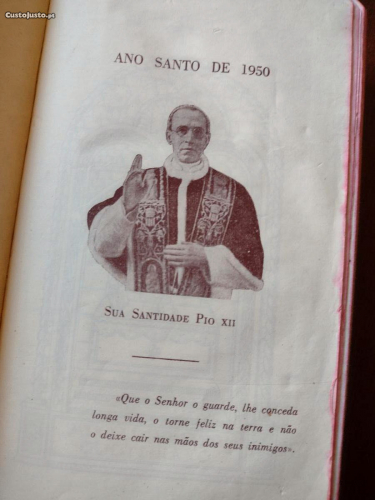 CustoJusto.pt
ANO SANTO DE 1950
SUA SANTIDADE PIO XII
«Que o Senhor o guarde, lhe conceda
longa vida, o torne feliz na terra e não
o deixe cair nas mãos dos seus inimigos».